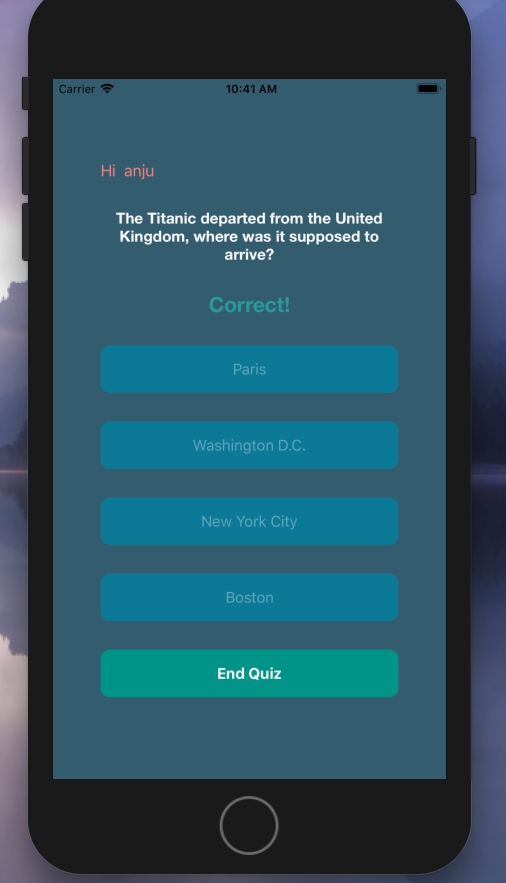 Carrier 10:41 AM
Hi anju
The Titanic departed from the United
Kingdom, where was it supposed to
arrive?
Correct!
Paris
Washington D.C.
New York City
Boston
End Quiz